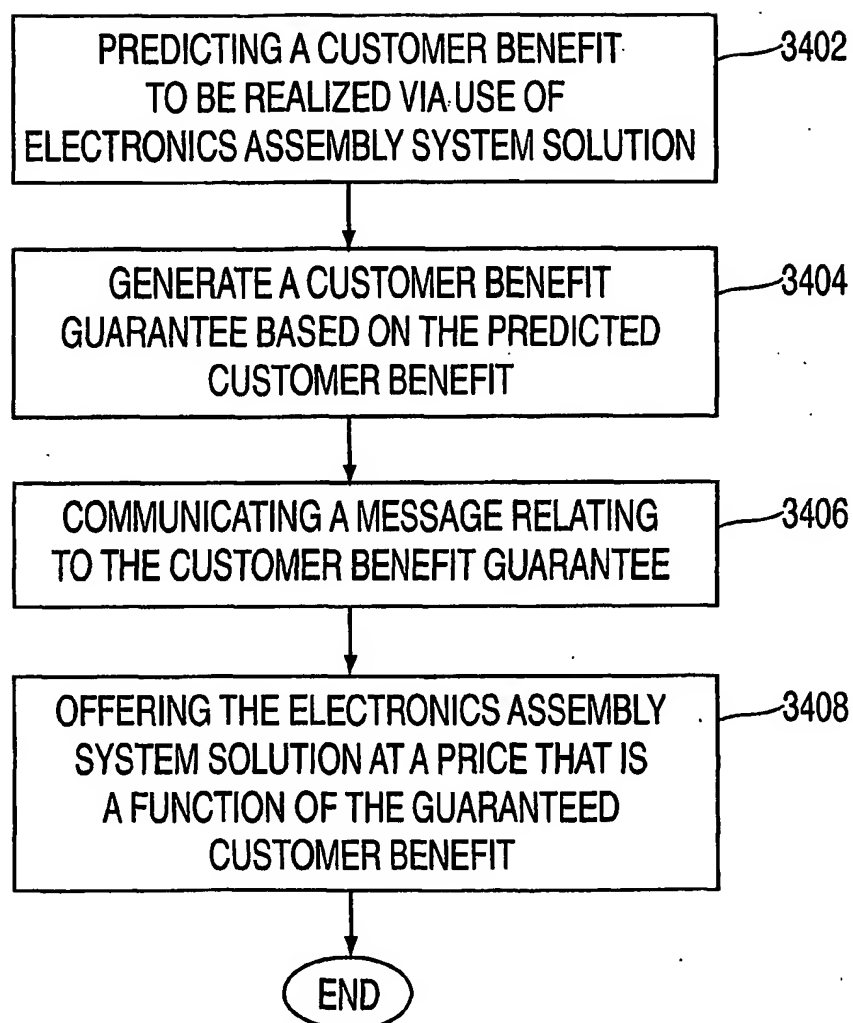 PREDICTING A CUSTOMER BENEFIT
TO BE REALIZED VIA USE OF
ELECTRONICS ASSEMBLY SYSTEM SOLUTION
3402
GENERATE A CUSTOMER BENEFIT
GUARANTEE BASED ON THE PREDICTED
CUSTOMER BENEFIT
3404
COMMUNICATING A MESSAGE RELATING
TO THE CUSTOMER BENEFIT GUARANTEE
3406
OFFERING THE ELECTRONICS ASSEMBLY
SYSTEM SOLUTION AT A PRICE THAT IS
A FUNCTION OF THE GUARANTEED
CUSTOMER BENEFIT
3408
END